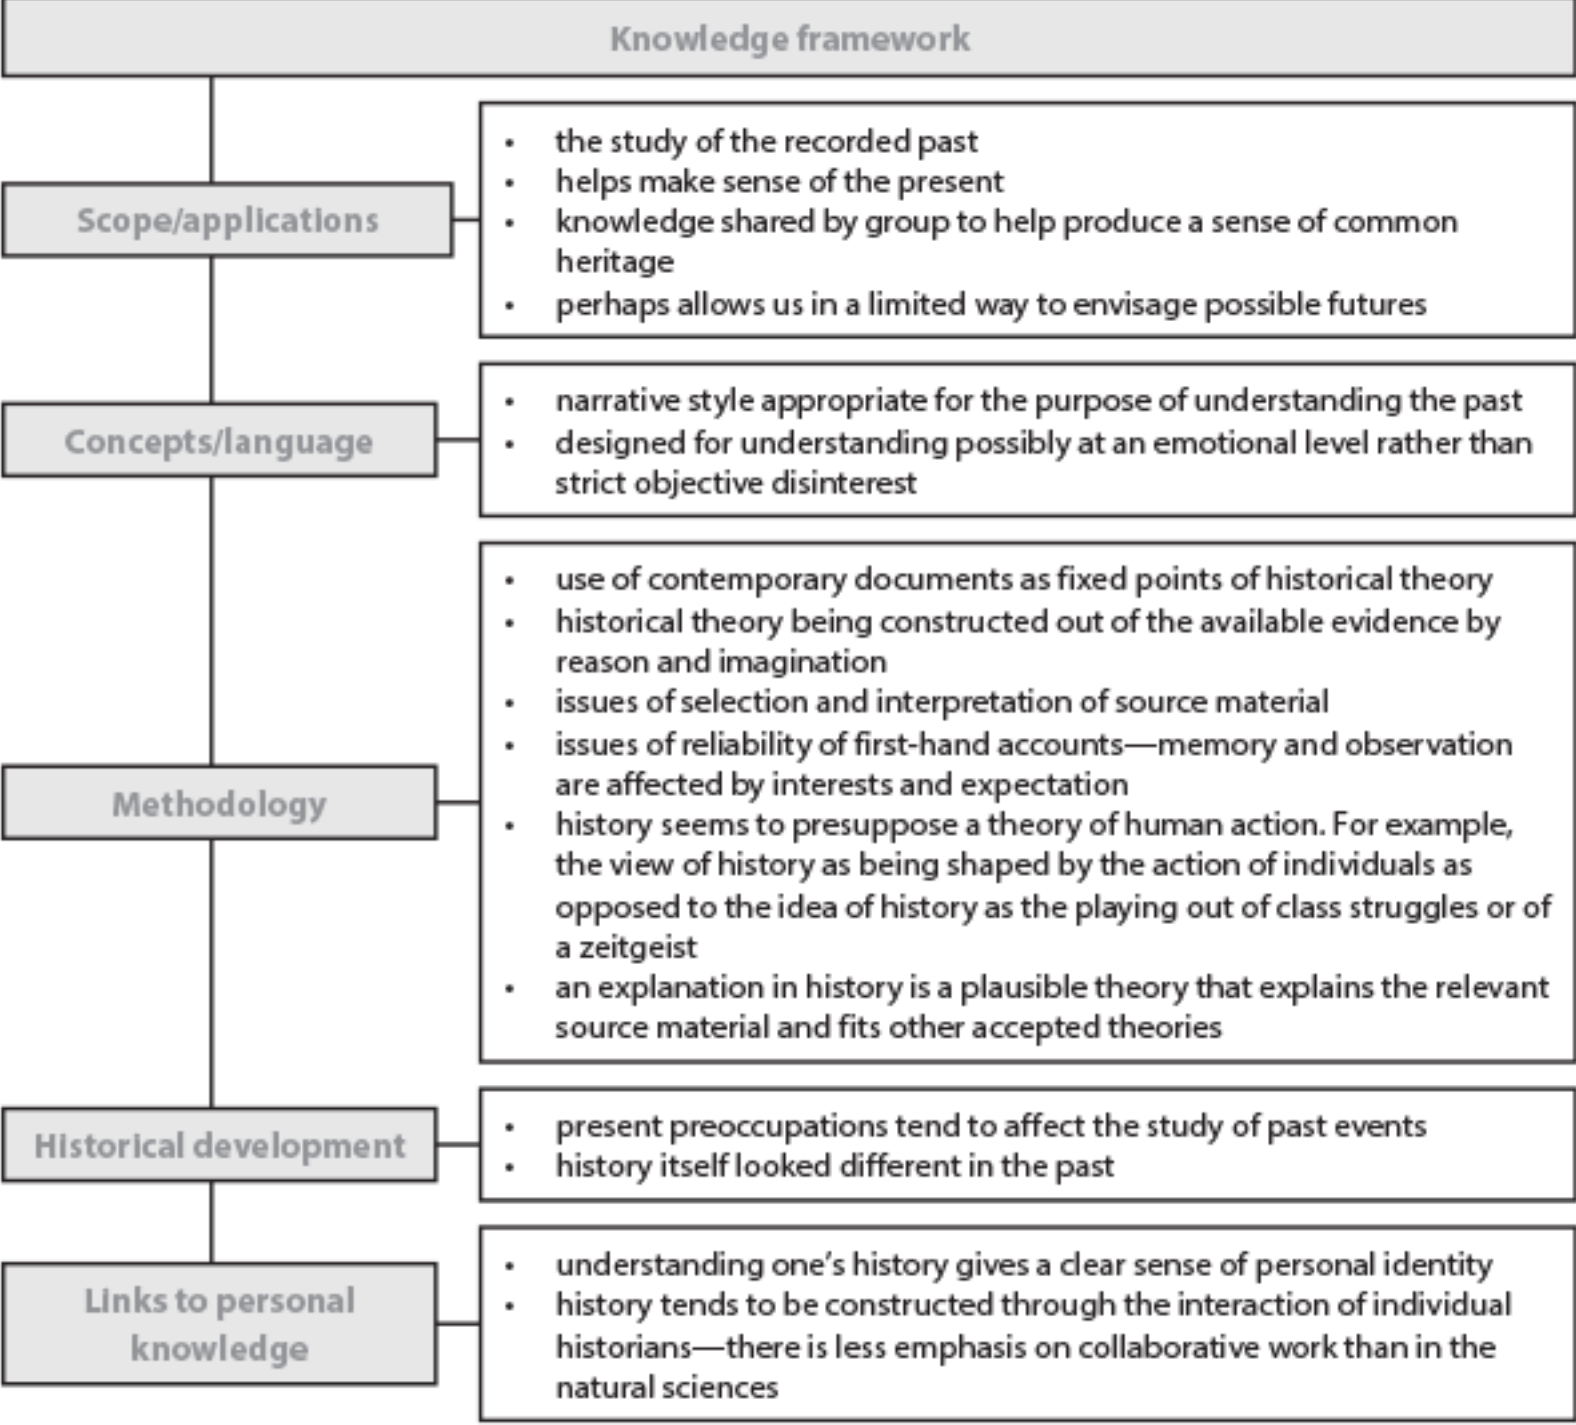 Knowledge framework
Scope/applications
• the study of the recorded past
• helps make sense of the present
• knowledge shared by group to help produce a sense of common
heritage
• perhaps allows us in a limited way to envisage possible futures
Concepts/language
• narrative style appropriate for the purpose of understanding the past
• designed for understanding possibly at an emotional level rather than
strict objective disinterest
Methodology
• use of contemporary documents as fixed points of historical theory
• historical theory being constructed out of the available evidence by
reason and imagination
• issues of selection and interpretation of source material
• issues of reliability of first-hand accounts—memory and observation
are affected by interests and expectation
• history seems to presuppose a theory of human action. For example,
the view of history as being shaped by the action of individuals as
opposed to the idea of history as the playing out of class struggles or of
a zeitgeist
• an explanation in history is a plausible theory that explains the relevant
source material and fits other accepted theories
Historical development
• present preoccupations tend to affect the study of past events
• history itself looked different in the past
Links to personal
knowledge
• understanding one's history gives a clear sense of personal identity
• history tends to be constructed through the interaction of individual
historians—there is less emphasis on collaborative work than in the
natural sciences